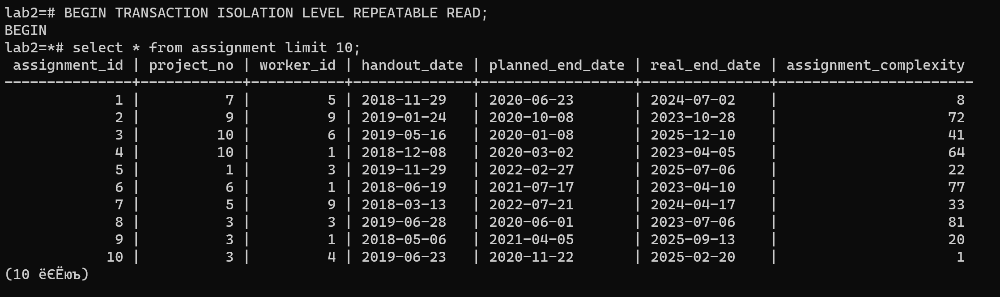 lab2=# BEGIN TRANSACTION ISOLATION LEVEL REPEATABLE READ;
BEGIN
lab2=*# select * from assignment limit 10;
 assignment_id | project_no | worker_id | handout_date | planned_end_date | real_end_date | assignment_complexity
---------------+------------+-----------+--------------+------------------+---------------+-----------------------
             1 |          7 |         5 | 2018-11-29   | 2020-06-23       | 2024-07-02    |                     8
             2 |          9 |         9 | 2019-01-24   | 2020-10-08       | 2023-10-28    |                    72
             3 |         10 |         6 | 2019-05-16   | 2020-01-08       | 2025-12-10    |                    41
             4 |         10 |         1 | 2018-12-08   | 2020-03-02       | 2023-04-05    |                    64
             5 |          1 |         3 | 2019-11-29   | 2022-02-27       | 2025-07-06    |                    22
             6 |          6 |         1 | 2018-06-19   | 2021-07-17       | 2023-04-10    |                    77
             7 |          5 |         9 | 2018-03-13   | 2022-07-21       | 2024-04-17    |                    33
             8 |          3 |         3 | 2019-06-28   | 2020-06-01       | 2023-07-06    |                    81
             9 |          3 |         1 | 2018-05-06   | 2021-04-05       | 2025-09-13    |                    20
            10 |          3 |         4 | 2019-06-23   | 2020-11-22       | 2025-02-20    |                     1
(10 ёЄЁюъ)